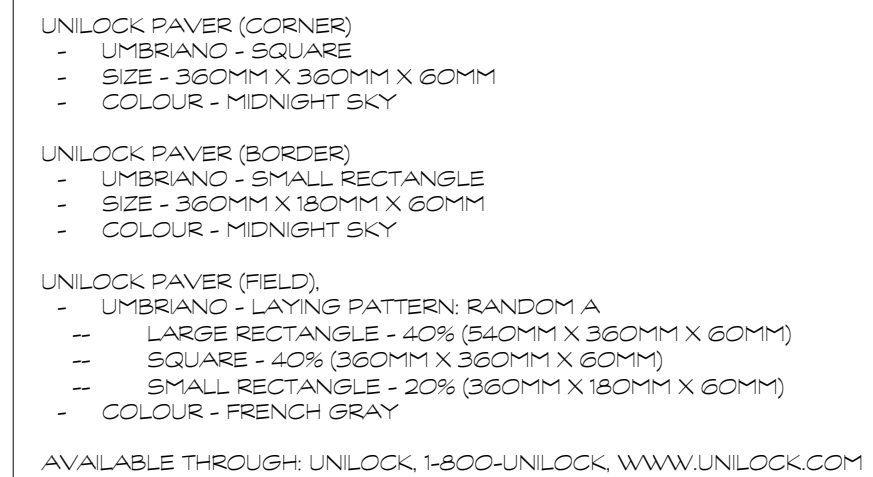 UNILOCK PAVER (CORNER)
- UMBRIANO - SQUARE
- SIZE - 360MM X 360MM X 60MM
- COLOUR - MIDNIGHT SKY
UNILOCK PAVER (BORDER)
- UMBRIANO - SMALL RECTANGLE
- SIZE - 360MM X 180MM X 60MM
- COLOUR - MIDNIGHT SKY
UNILOCK PAVER (FIELD),
- UMBRIANO - LAYING PATTERN: RANDOM A
-- LARGE RECTANGLE - 40% (540MM X 360MM X 60MM)
-- SQUARE - 40% (360MM X 360MM X 60MM)
-- SMALL RECTANGLE - 20% (360MM X 180MM X 60MM)
- COLOUR - FRENCH GRAY
AVAILABLE THROUGH: UNILOCK, 1-800-UNILOCK, WWW.UNILOCK.COM